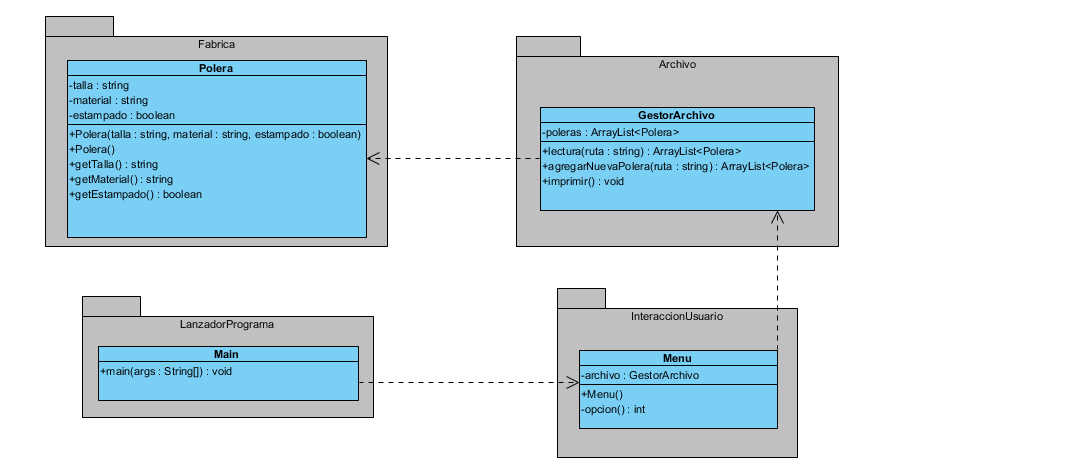 Fabrica
Polera
-talla : string
-material : string
-estampado : boolean
+Polera(talla : string, material : string, estampado : boolean)
+Polera()
+getTalla() : string
+getMaterial() : string
+getEstampado() : boolean
Archivo
GestorArchivo
-poleras : ArrayList<Polera>
+lectura(ruta : string) : ArrayList<Polera>
+agregarNuevaPolera(ruta : string) : ArrayList<Polera>
+imprimir() : void
LanzadorPrograma
Main
+main(args : String[]) : void
InteraccionUsuario
Menu
-archivo : GestorArchivo
+Menu()
-opcion() : int